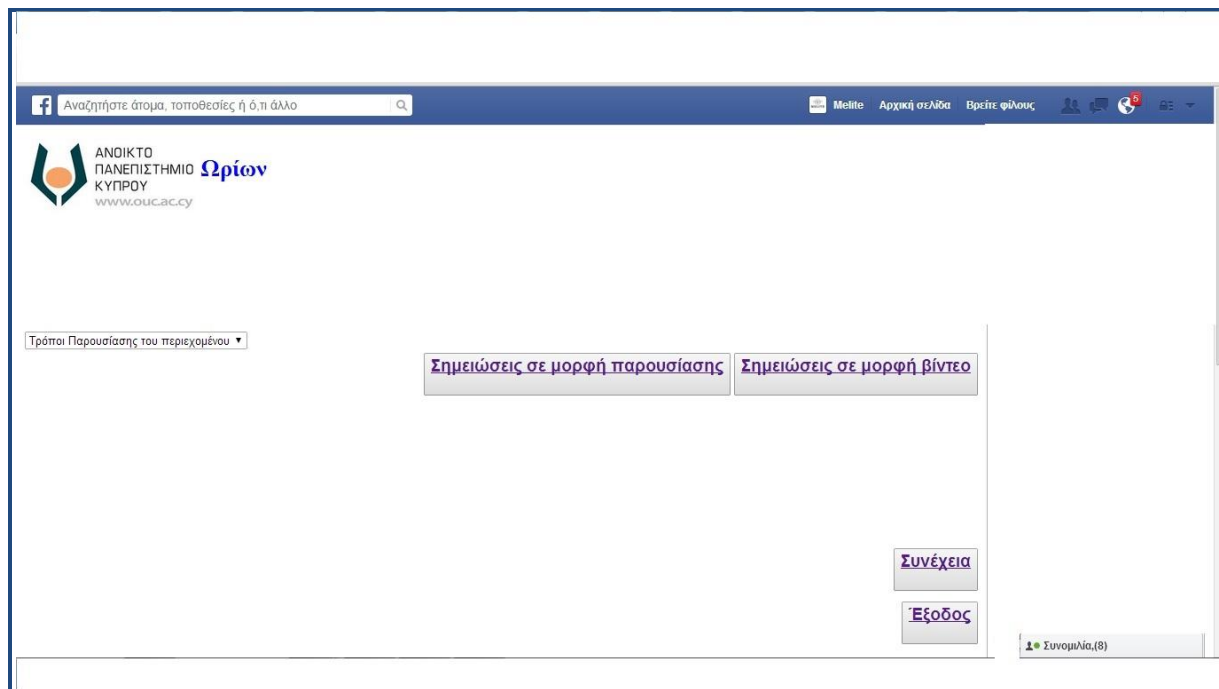 Αναζητήστε άτομα, τοποθεσίες ή ό,τι άλλο
Melite Αρχική σελίδα Βρείτε φίλους 5
ΑΝΟΙΚΤΟ
ΠΑΝΕΠΙΣΤΗΜΙΟ Ωρίων
ΚΥΠΡΟΥ
www.ouc.ac.cy
Τρόποι Παρουσίασης του περιεχομένου
Σημειώσεις σε μορφή παρουσίασης Σημειώσεις σε μορφή βίντεο
Συνέχεια
Έξοδος
Συνομιλία,(8)